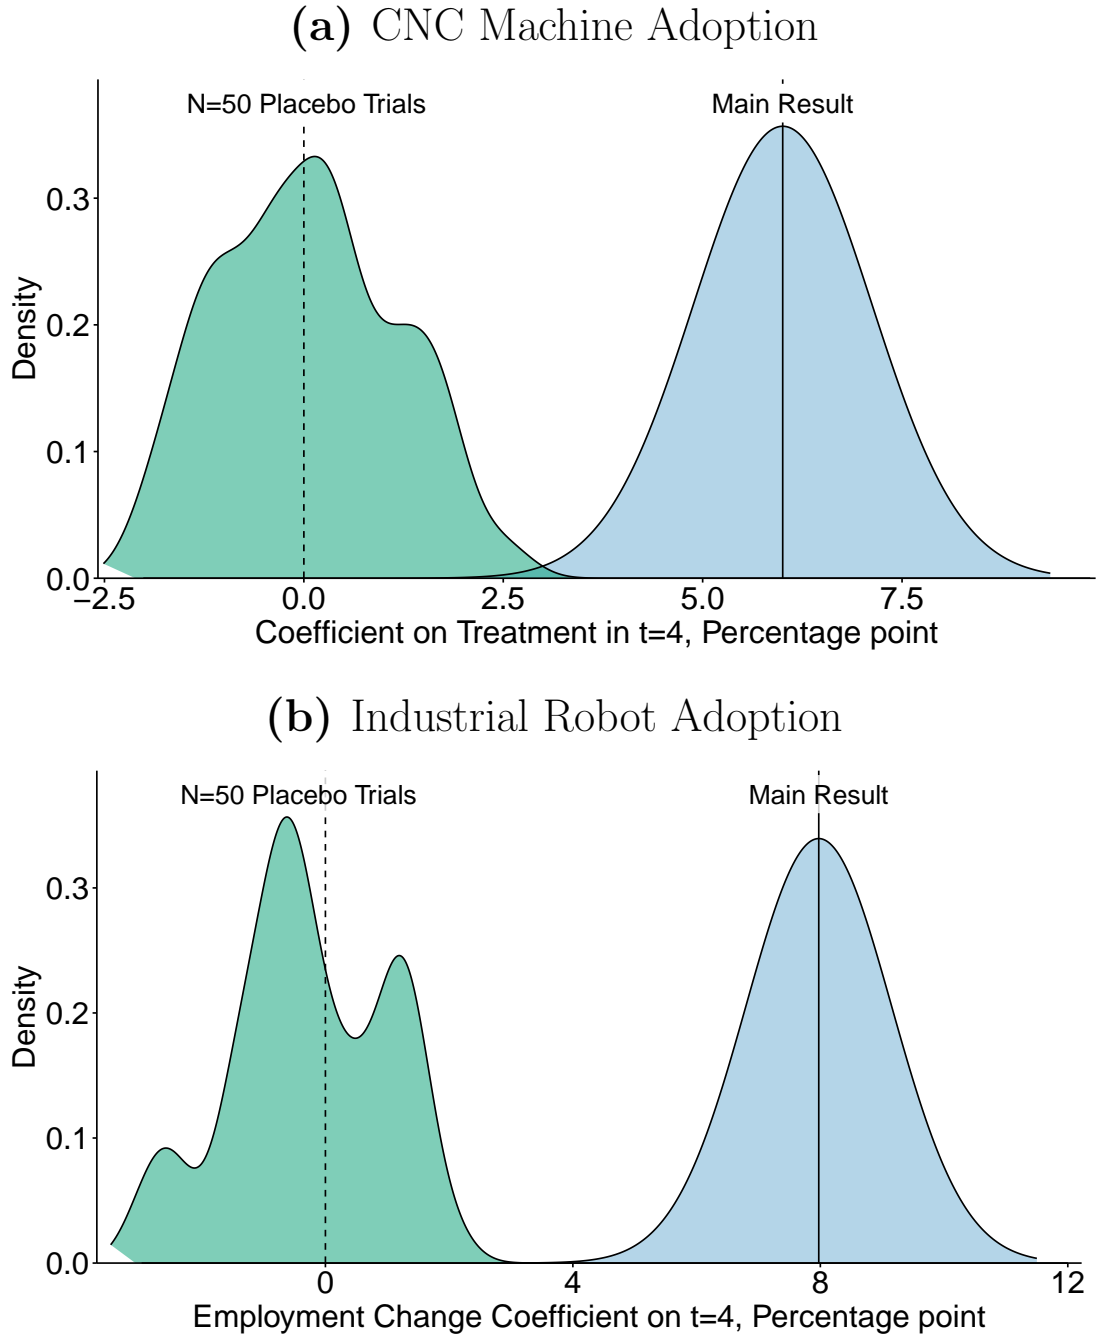 (a) CNC Machine Adoption
N=50 Placebo Trials Main Result
Density
0.3
0.2
0.1
0.0
−2.5 0.0 2.5 5.0 7.5
Coefficient on Treatment in t=4, Percentage point
(b) Industrial Robot Adoption
N=50 Placebo Trials Main Result
Density
0.3
0.2
0.1
0.0
0 4 8 12
Employment Change Coefficient on t=4, Percentage point